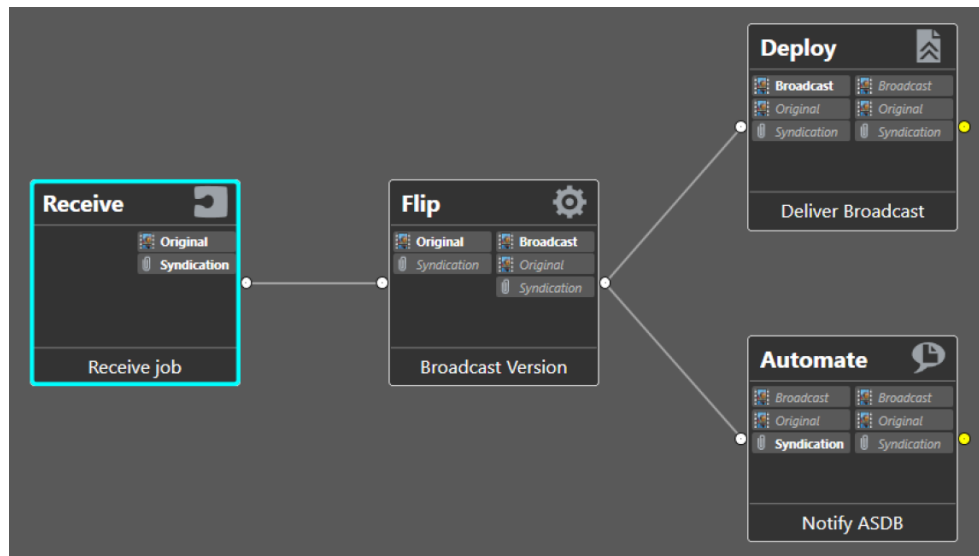 Deploy
Broadcast Broadcast
Original Original
Syndication Syndication
Deliver Broadcast
Receive
Original
Syndication
Receive job
Flip
Original Broadcast
Syndication Original
Syndication
Broadcast Version
Automate
Broadcast Broadcast
Original Original
Syndication Syndication
Notify ASDB